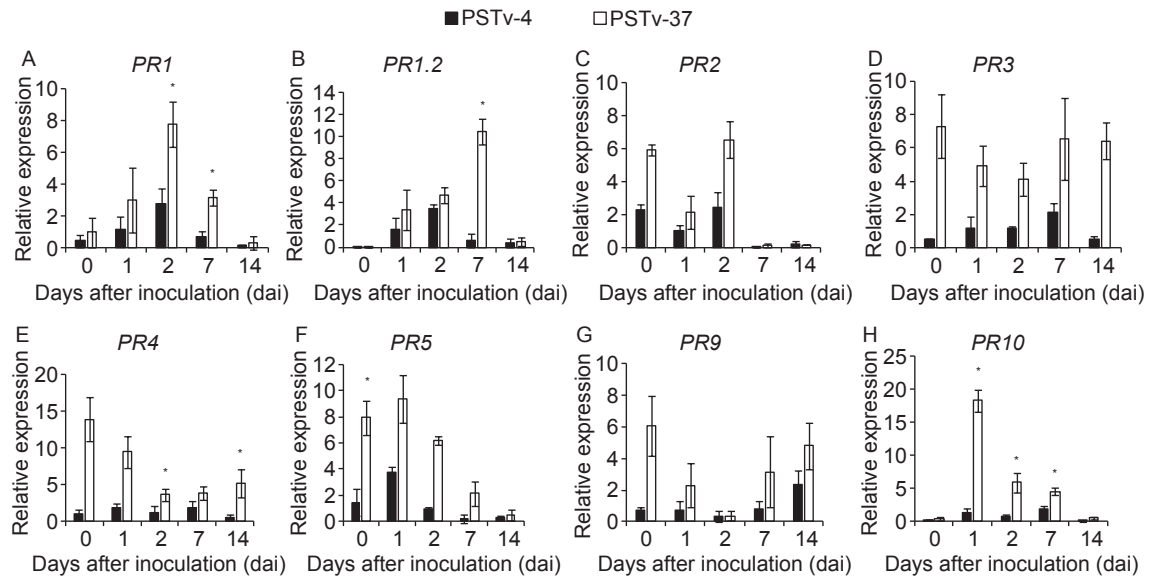 PSTv-4 PSTv-37
A PR1
Relative expression
10
8
6
4
2
0
* *
0 1 2 7 14
Days after inoculation (dai)
B PR1.2
Relative expression
14
12
10
8
6
4
2
0
*
0 1 2 7 14
Days after inoculation (dai)
C PR2
Relative expression
10
8
6
4
2
0
0 1 2 7 14
Days after inoculation (dai)
D PR3
Relative expression
10
8
6
4
2
0
0 1 2 7 14
Days after inoculation (dai)
E PR4
Relative expression
20
15
10
5
0
* *
0 1 2 7 14
Days after inoculation (dai)
F PR5
Relative expression
12
10
8
6
4
2
0
*
0 1 2 7 14
Days after inoculation (dai)
G PR9
Relative expression
10
8
6
4
2
0
0 1 2 7 14
Days after inoculation (dai)
H PR10
Relative expression
25
20
15
10
5
0
* * *
0 1 2 7 14
Days after inoculation (dai)